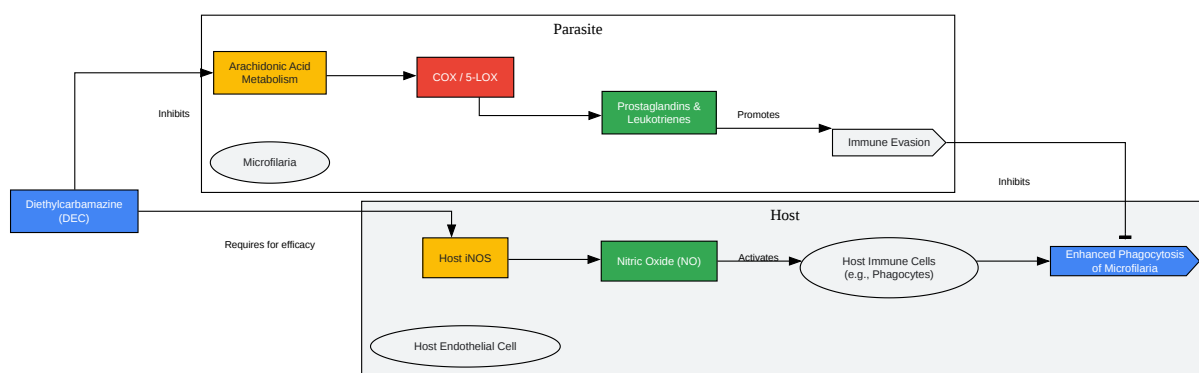 Parasite
Arachidonic Acid
Metabolism
COX / 5-LOX
Prostaglandins &
Leukotrienes
Promotes
Immune Evasion
Inhibits
Microfilaria
Inhibits
Diethylcarbamazine
(DEC)
Requires for efficacy
Host
Host iNOS
Nitric Oxide (NO)
Activates
Host Immune Cells
(e.g., Phagocytes)
Enhanced Phagocytosis
of Microfilaria
Host Endothelial Cell